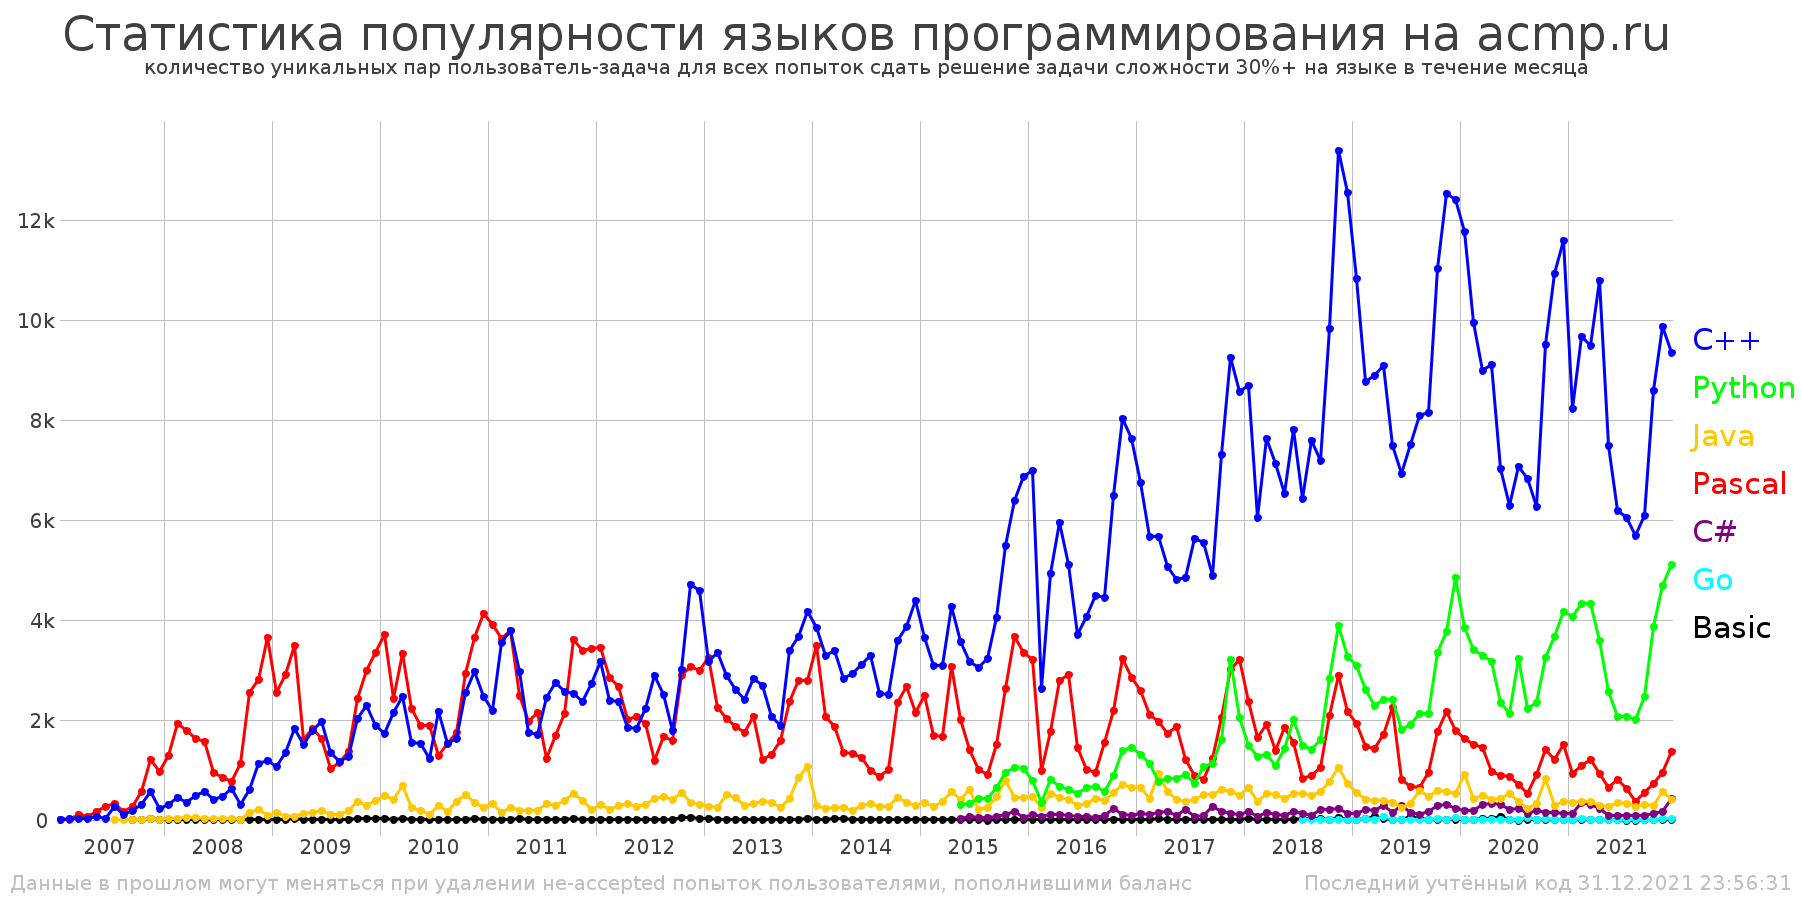 Статистика популярности языков программирования на acmp.ru
количество уникальных пар пользователь-задача для всех попыток сдать решение задачи сложности 30%+ на языке в течение месяца
12k
10k
8k
6k
4k
2k
0
C++
Python
Java
Pascal
C#
Go
Basic
2007 2008 2009 2010 2011 2012 2013 2014 2015 2016 2017 2018 2019 2020 2021
Данные в прошлом могут меняться при удалении не-accepted попыток пользователями, пополнившими баланс
Последний учтённый код 31.12.2021 23:56:31